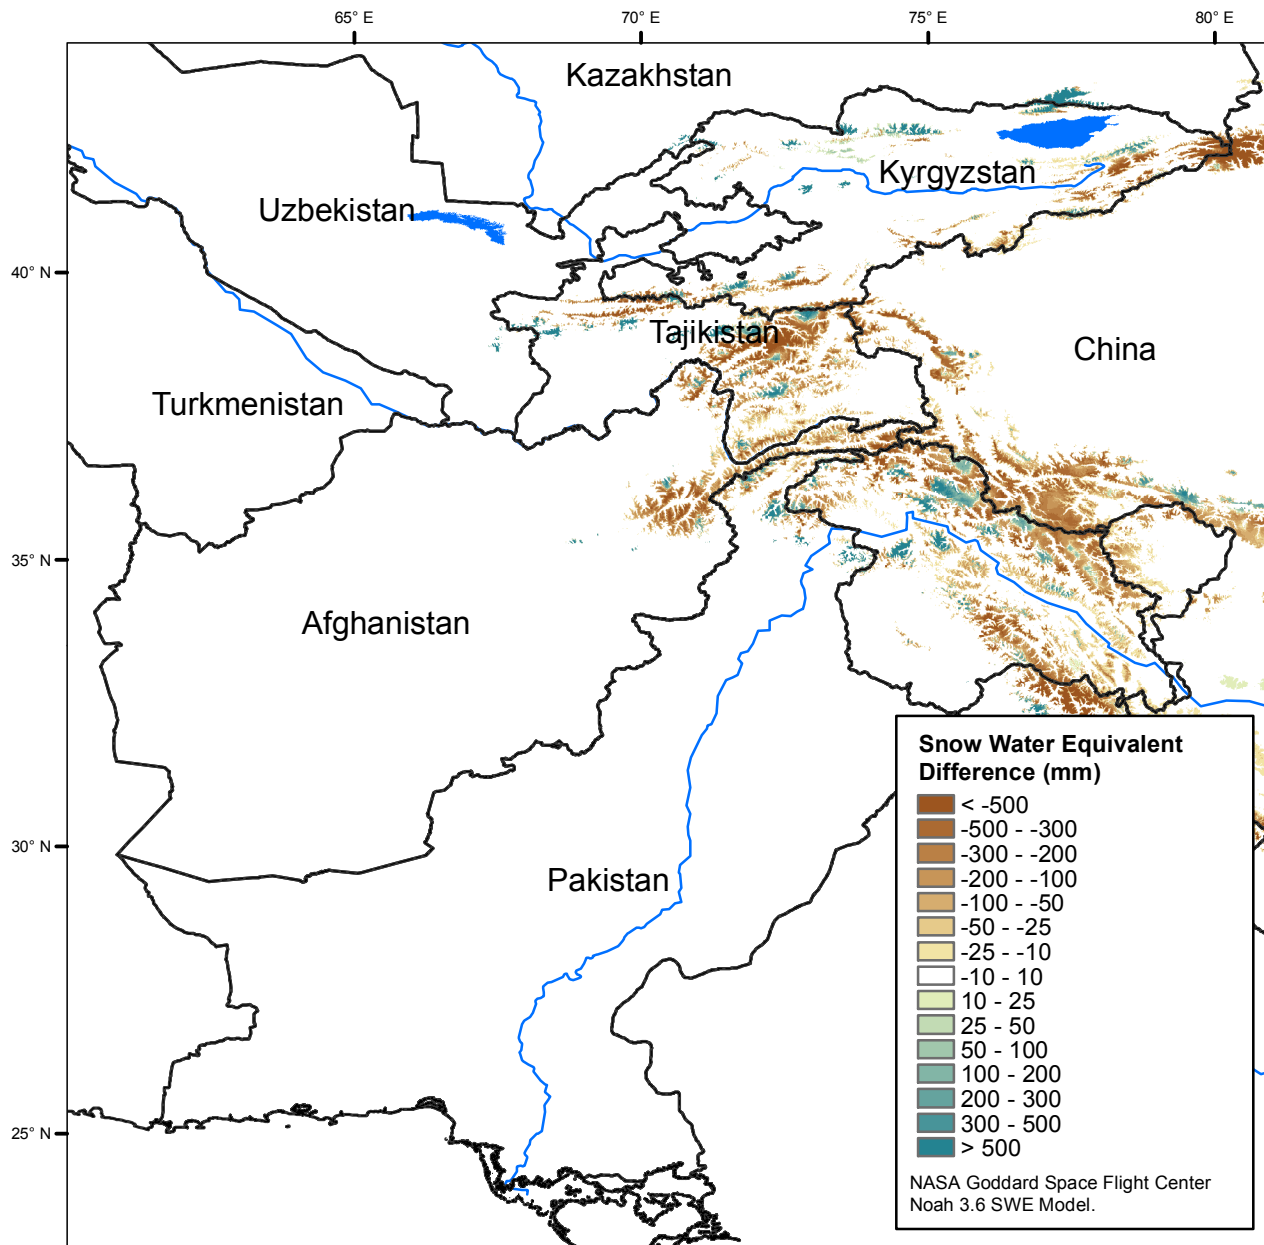 65° E
70° E
75° E
80° E
Kazakhstan
Kyrgyzstan
Uzbekistan
40° N
Tajikistan
China
Turkmenistan
35° N
Afghanistan
30° N
Pakistan
25° N
Snow Water Equivalent
Difference (mm)
< -500
-500 - -300
-300 - -200
-200 - -100
-100 - -50
-50 - -25
-25 - -10
-10 - 10
10 - 25
25 - 50
50 - 100
100 - 200
200 - 300
300 - 500
> 500
NASA Goddard Space Flight Center
Noah 3.6 SWE Model.